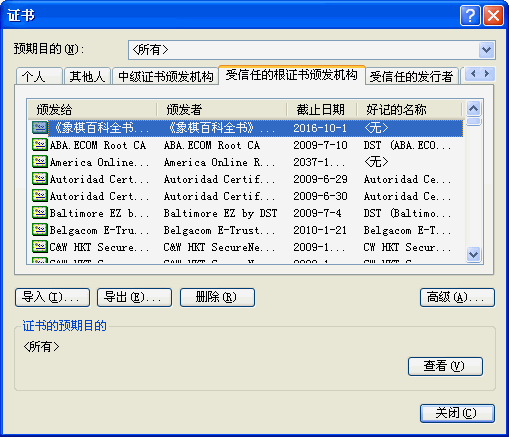 证书
预期目的(N): <所有>
个人 其他人 中级证书颁发机构 受信任的根证书颁发机构 受信任的发行者
颁发给 颁发者 截止日期 好记的名称
《象棋百科全书... 《象棋百科全书》... 2016-10-1 <无>
ABA.ECOM Root CA ABA.ECOM Root CA 2009-7-10 DST (ABA.ECO...
America Online... America Online R... 2037-1... <无>
Autoridad Cert... Autoridad Certif... 2009-6-29 Autoridad Ce...
Autoridad Cert... Autoridad Certif... 2009-6-30 Autoridad Ce...
Baltimore EZ b... Baltimore EZ by DST 2009-7-4 DST (Baltimo...
Belgacom E-Tru... Belgacom E-Trust... 2010-1-21 Belgacom E-T...
C&W HKT Secure... C&W HKT SecureNe... 2009-1... CW HKT Secur...
导入(I)... 导出(E)... 删除(R) 高级(A)...
证书的预期目的
<所有>
查看(V)
关闭(C)